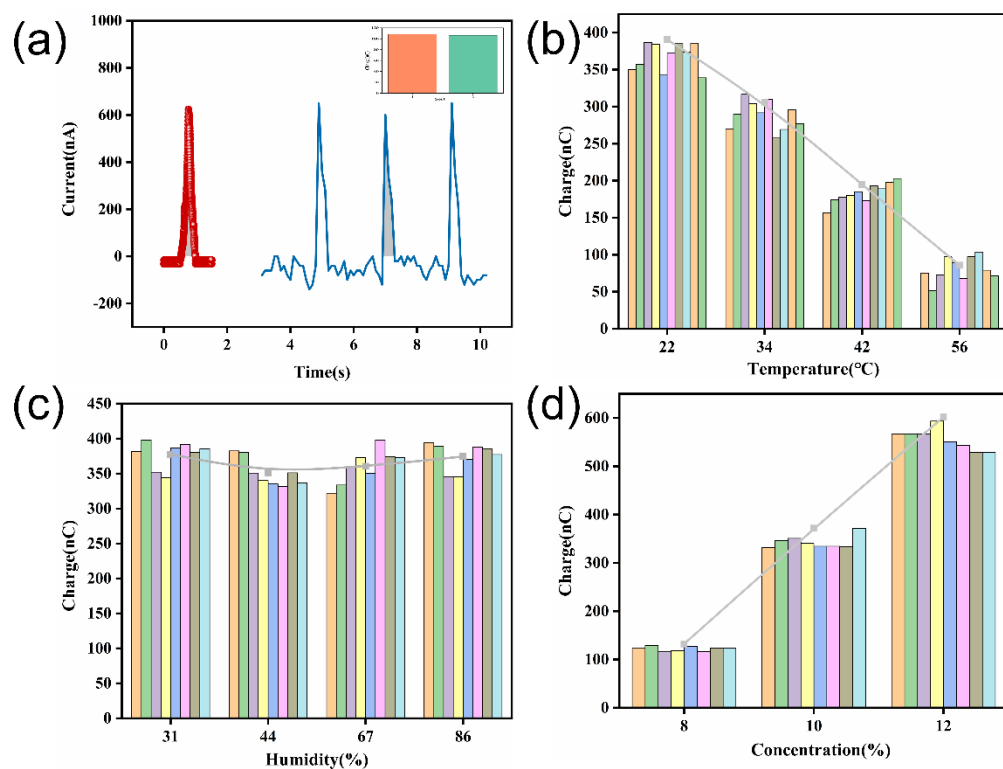 (a)
1000
800
600
400
200
0
-200
Current(nA)
0 2 4 6 8 10
Time(s)
(b)
400
350
300
250
200
150
100
50
0
Charge(nC)
22 34 42 56
Temperature(°C)
(c)
450
400
350
300
250
200
150
100
50
0
Charge(nC)
31 44 67 86
Humidity(%)
(d)
600
500
400
300
200
100
0
Charge(nC)
8 10 12
Concentration(%)